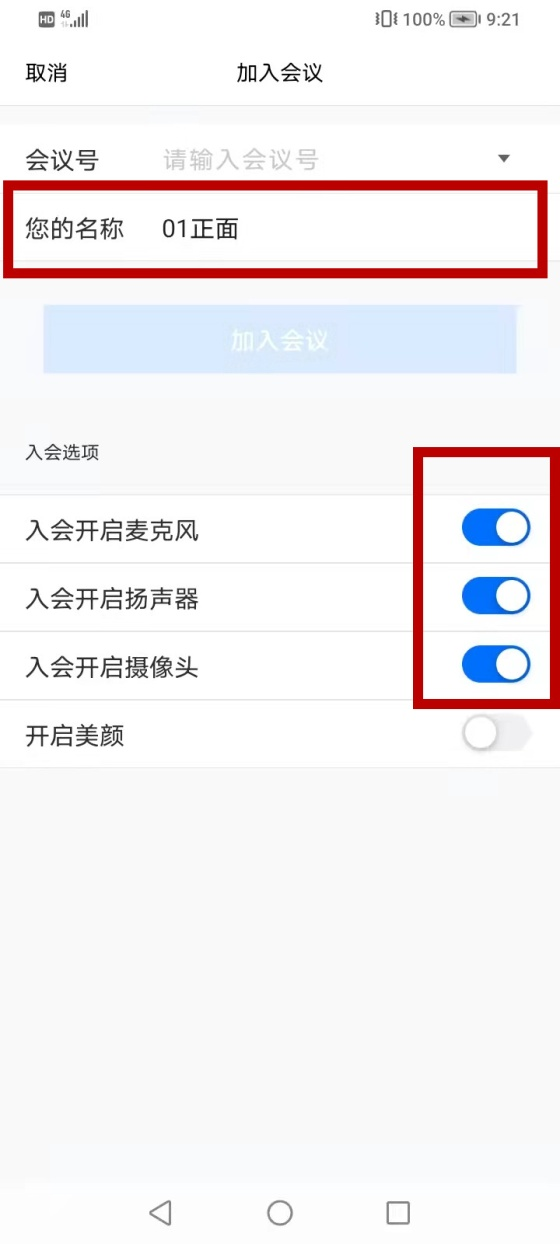 HD 4G 100% 9:21
取消 加入会议
会议号 请输入会议号
您的名称 01正面
加入会议
入会选项
入会开启麦克风
入会开启扬声器
入会开启摄像头
开启美颜